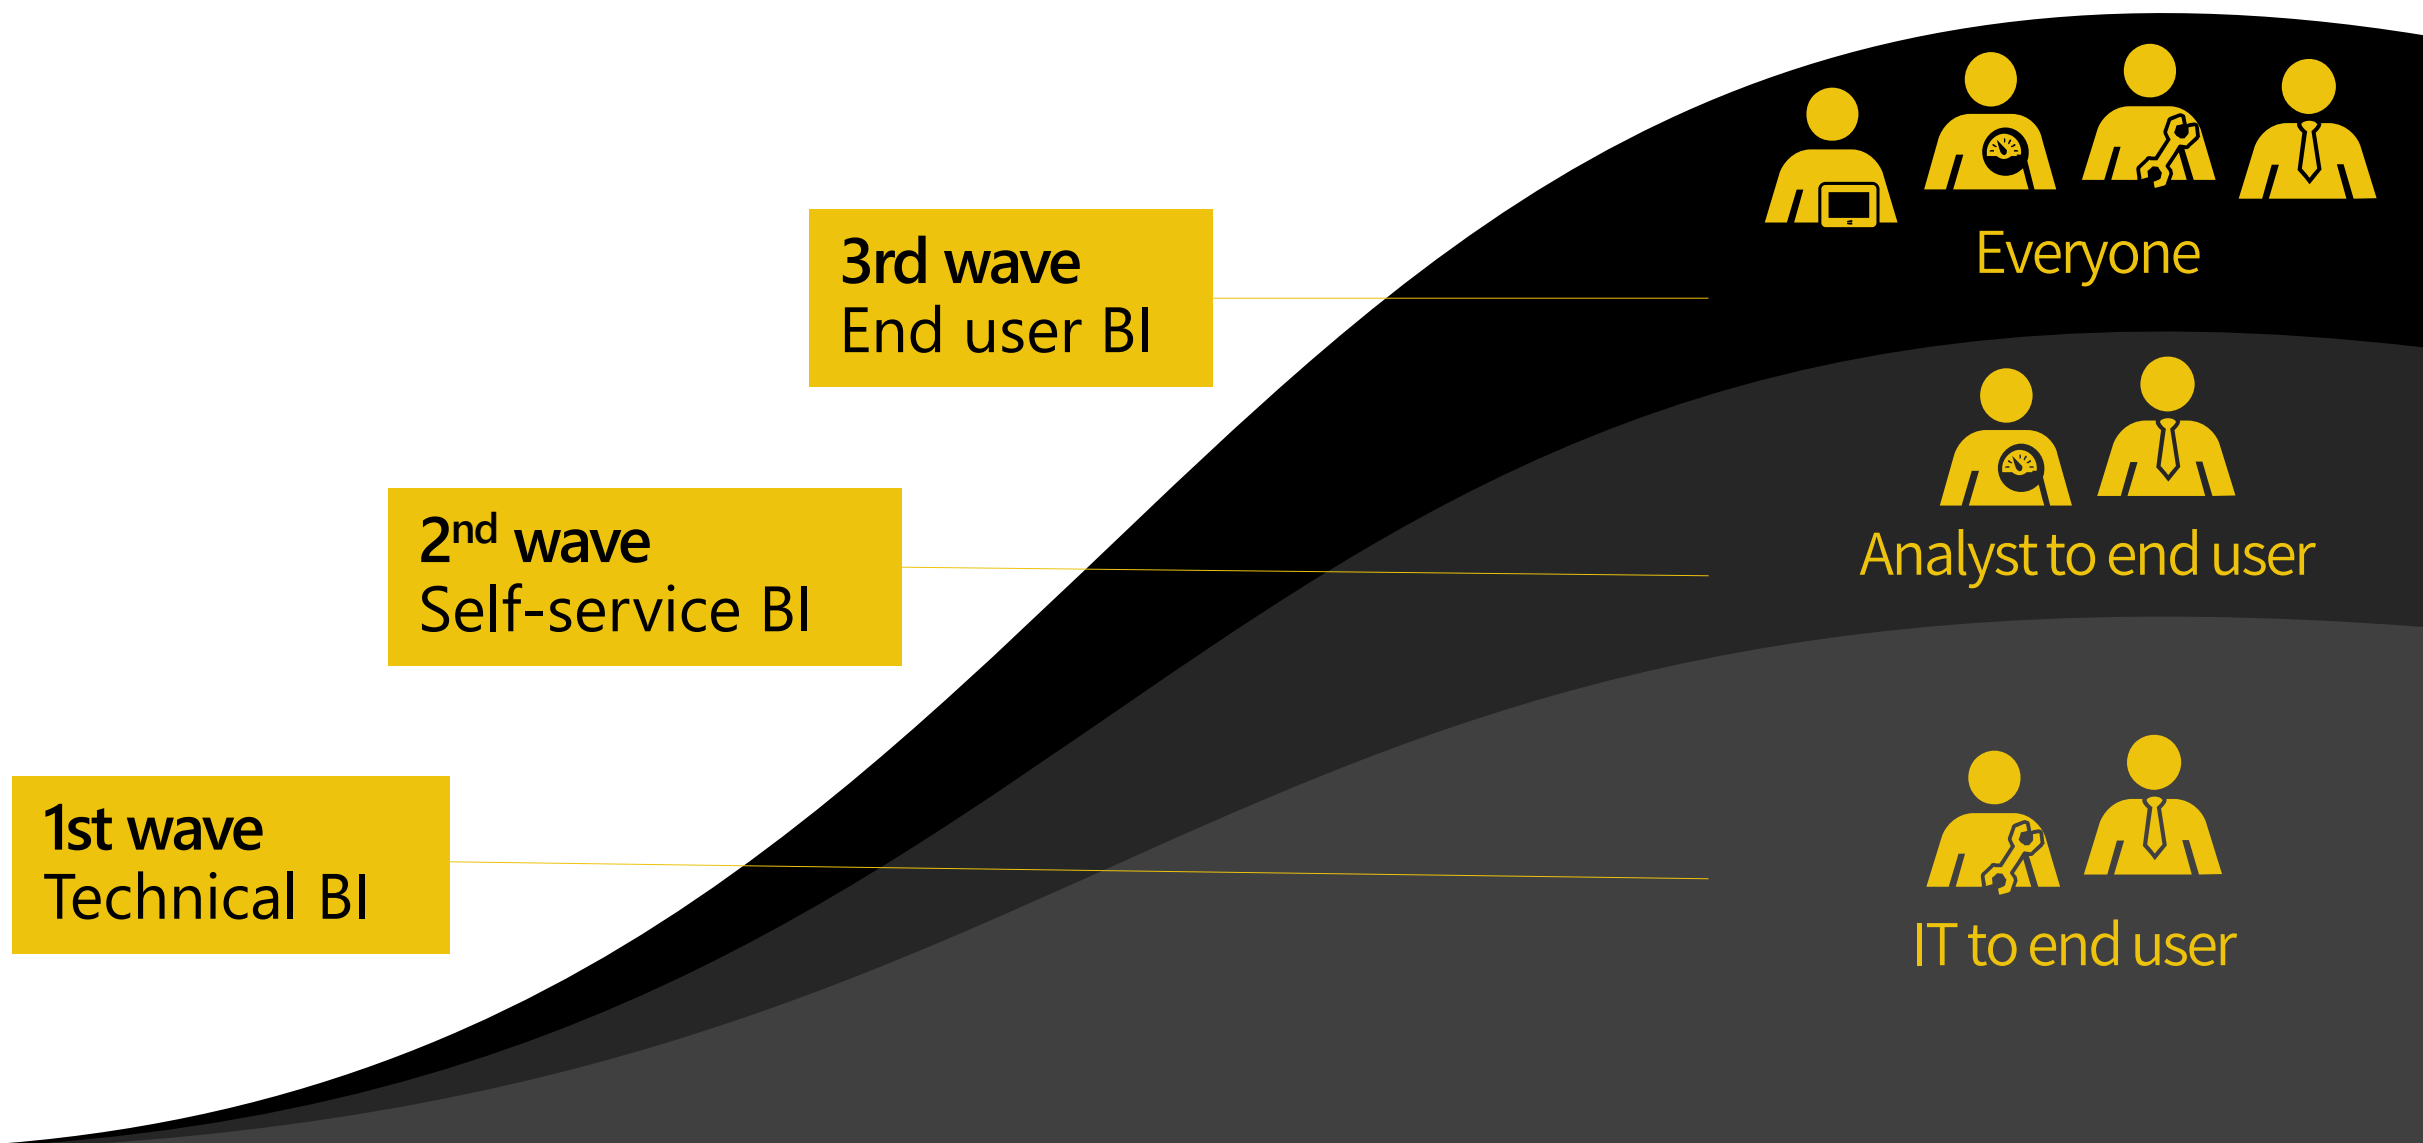 Everyone
3rd wave
End user BI
2nd wave
Self-service BI
Analyst to end user
1st wave
Technical BI
IT to end user